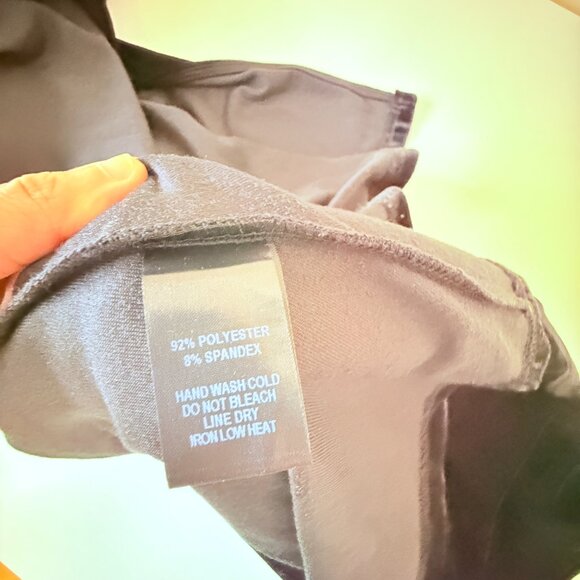 92% POLYESTER
8% SPANDEX
HAND WASH COLD
DO NOT BLEACH
LINE DRY
IRON LOW HEAT